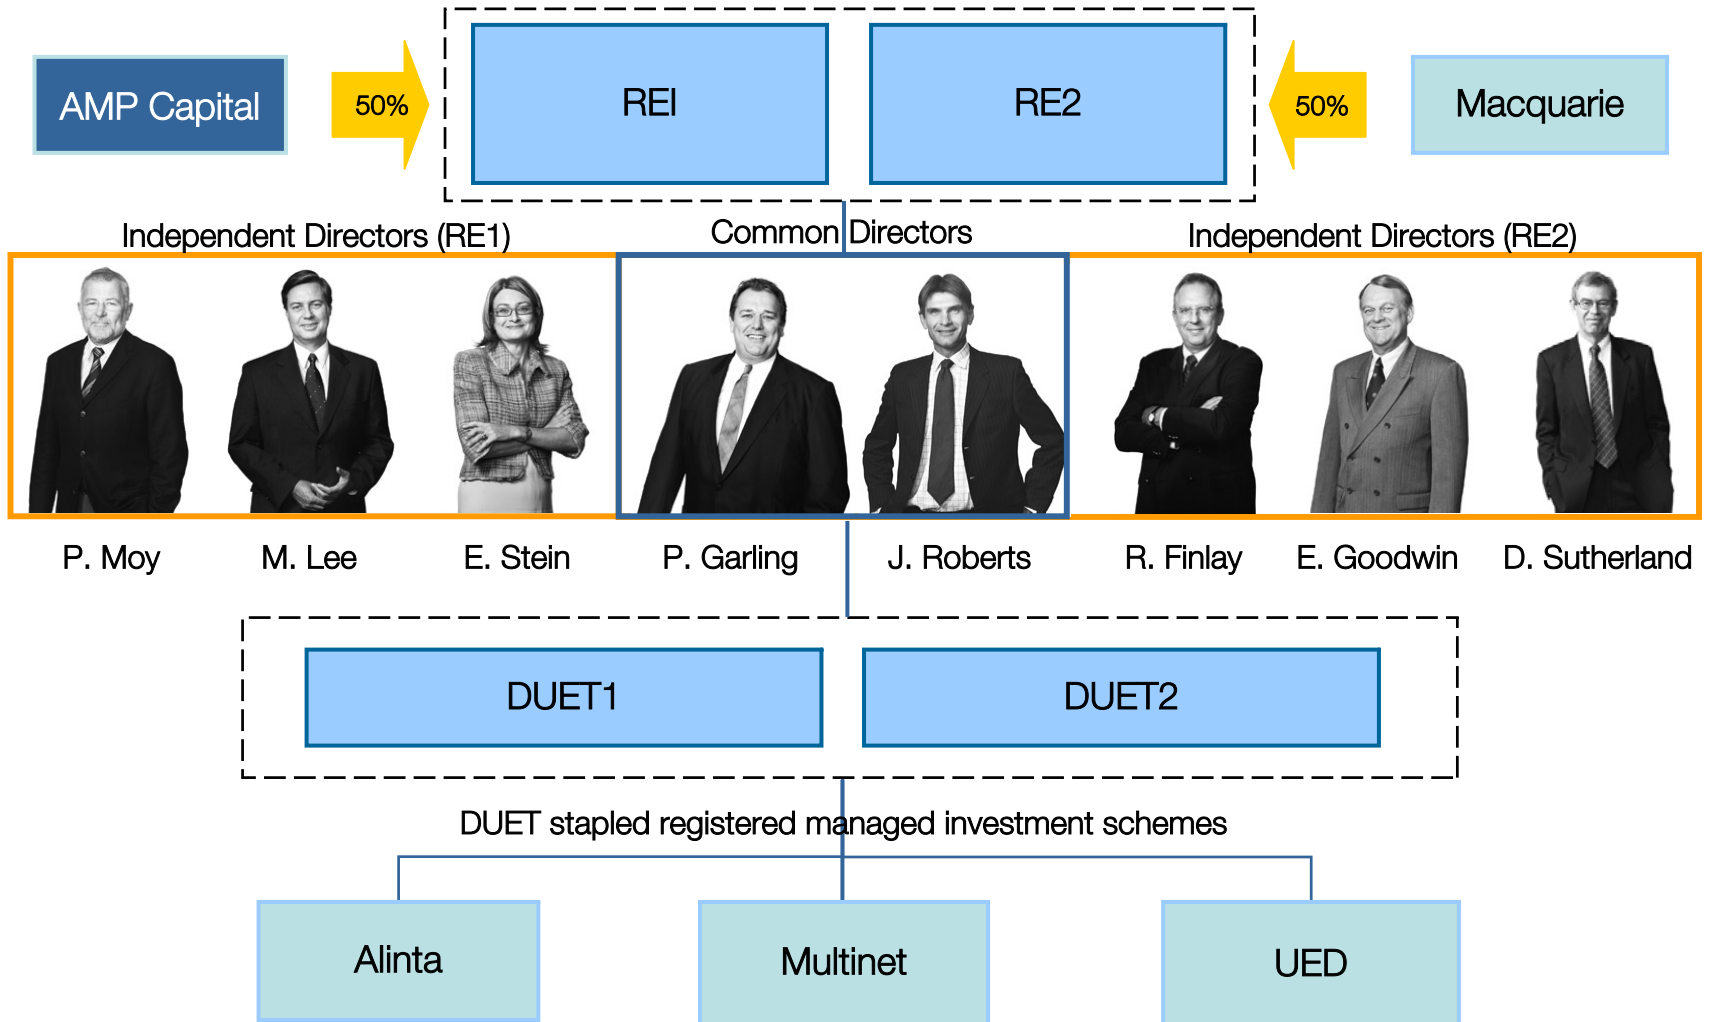 AMP Capital
50%
REI
RE2
50%
Macquarie
Independent Directors (RE1)
Common Directors
Independent Directors (RE2)
P. Moy
M. Lee
E. Stein
P. Garling
J. Roberts
R. Finlay
E. Goodwin
D. Sutherland
DUET1
DUET2
DUET stapled registered managed investment schemes
Alinta
Multinet
UED